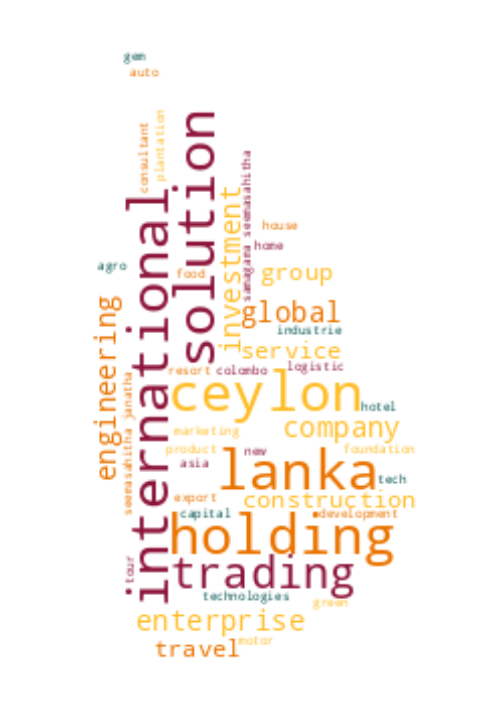 gem
auto
consultant
plantation
international
solution
investment
samagara seemasahitha
house
home
agro
food
group
engineering
global
industrie
service
resort
colombo
logistic
seemasahitha janatha
ceylon
hotel
marketing
company
product
new
foundation
asia
lanka
tech
export
construction
capital
development
holding
tour
trading
technologies
green
enterprise
motor
travel